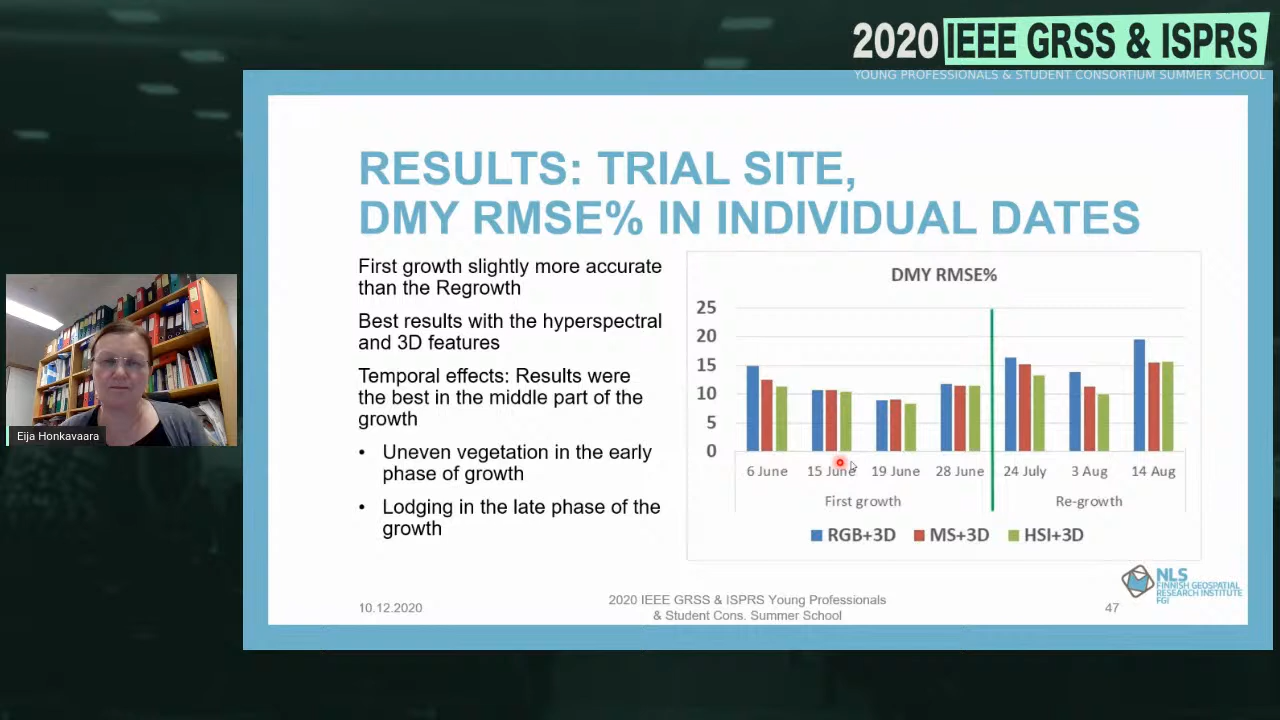 2020 IEEE GRSS & ISPRS
YOUNG PROFESSIONALS & STUDENT CONSORTIUM SUMMER SCHOOL
RESULTS: TRIAL SITE,
DMY RMSE% IN INDIVIDUAL DATES
First growth slightly more accurate
than the Regrowth
Best results with the hyperspectral
and 3D features
Temporal effects: Results were
the best in the middle part of the
growth
• Uneven vegetation in the early
phase of growth
• Lodging in the late phase of the
growth
DMY RMSE%
25
20
15
10
5
0
6 June 15 June 19 June 28 June 24 July 3 Aug 14 Aug
First growth Re-growth
RGB+3D MS+3D HSI+3D
Eija Honkavaara
NLS
FINNISH GEOSPATIAL
RESEARCH INSTITUTE
FGI
10.12.2020
2020 IEEE GRSS & ISPRS Young Professionals
& Student Cons. Summer School
47